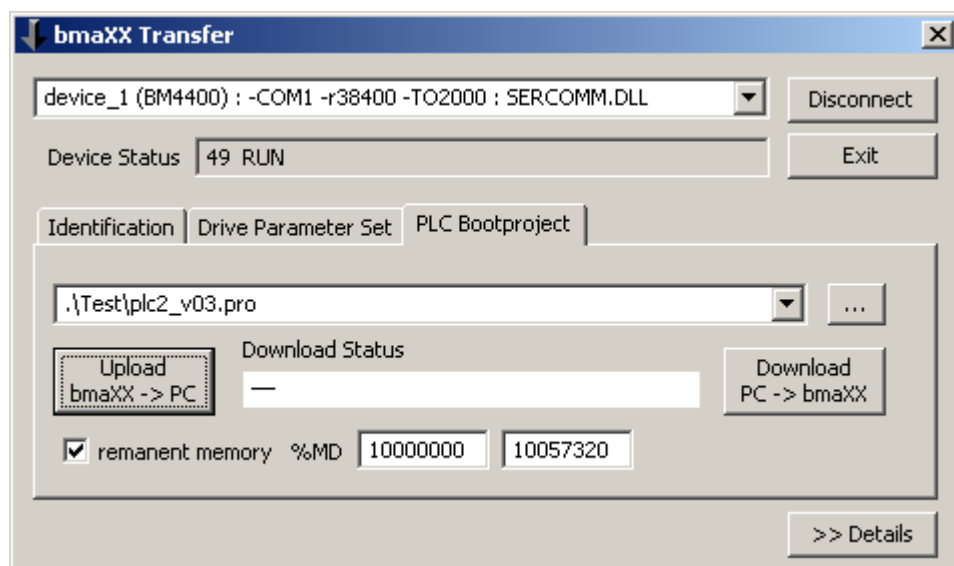 bmaXX Transfer
device_1 (BM4400) : -COM1 -r38400 -TO2000 : SERCOMM.DLL
Disconnect
Device Status 49 RUN
Exit
Identification Drive Parameter Set PLC Bootproject
.\Test\plc2_v03.pro
...
Upload
bmaXX -> PC
Download Status
—
Download
PC -> bmaXX
remanent memory %MD 10000000 10057320
>> Details